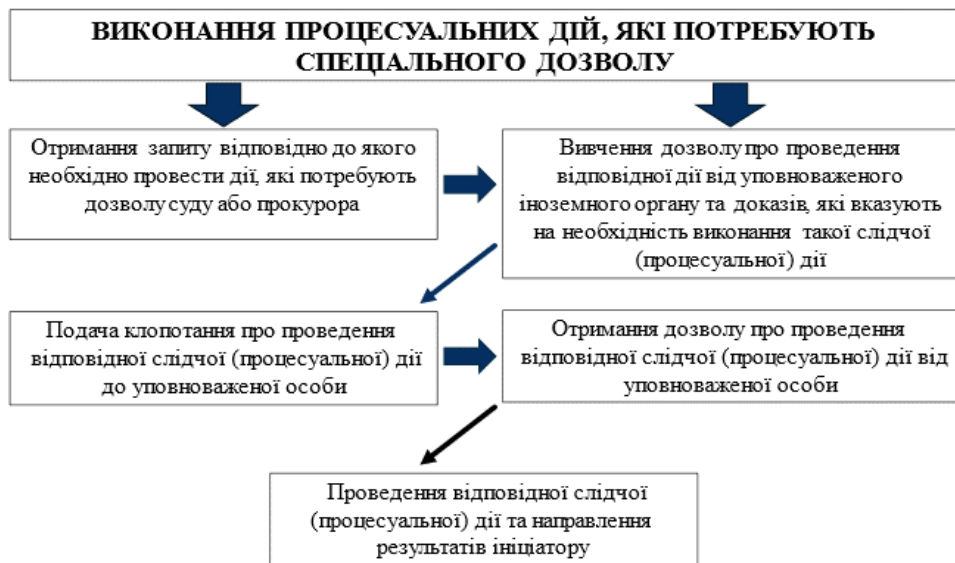 ВИКОНАННЯ ПРОЦЕСУАЛЬНИХ ДІЙ, ЯКІ ПОТРЕБУЮТЬ
СПЕЦІАЛЬНОГО ДОЗВОЛУ
Отримання запиту відповідно до якого
необхідно провести дії, які потребують
дозволу суду або прокурора
Вивчення дозволу про проведення
відповідної дії від уповноваженого
іноземного органу та доказів, які вказують
на необхідність виконання такої слідчої
(процесуальної) дії
Подача клопотання про проведення
відповідної слідчої (процесуальної) дії
до уповноваженої особи
Отримання дозволу про проведення
відповідної слідчої (процесуальної) дії від
уповноваженої особи
Проведення відповідної слідчої
(процесуальної) дії та направлення
результатів ініціатору